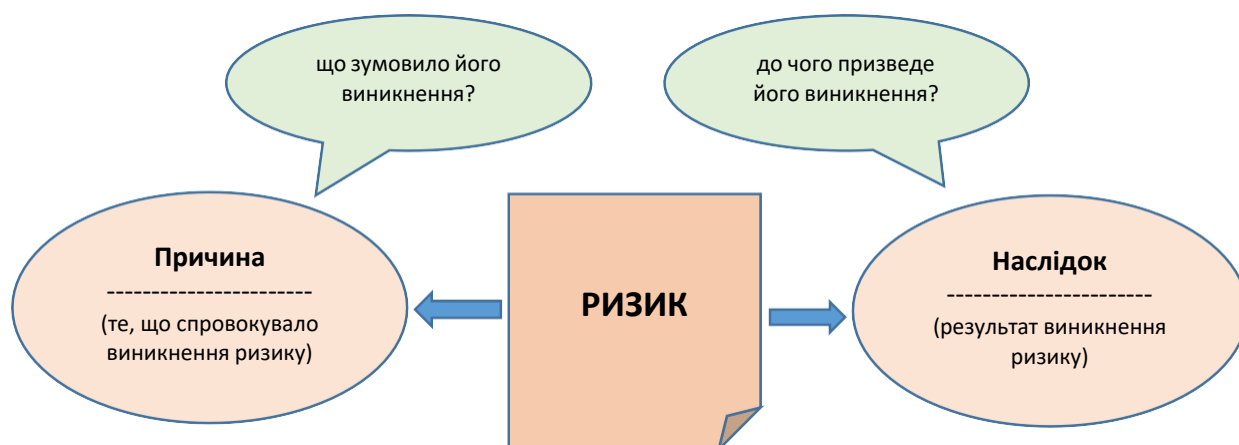 що зумовило його
виникнення?
до чого призведе
його виникнення?
Причина
-----------------------
(те, що спровокувало
виникнення ризику)
РИЗИК
Наслідок
-----------------------
(результат виникнення
ризику)